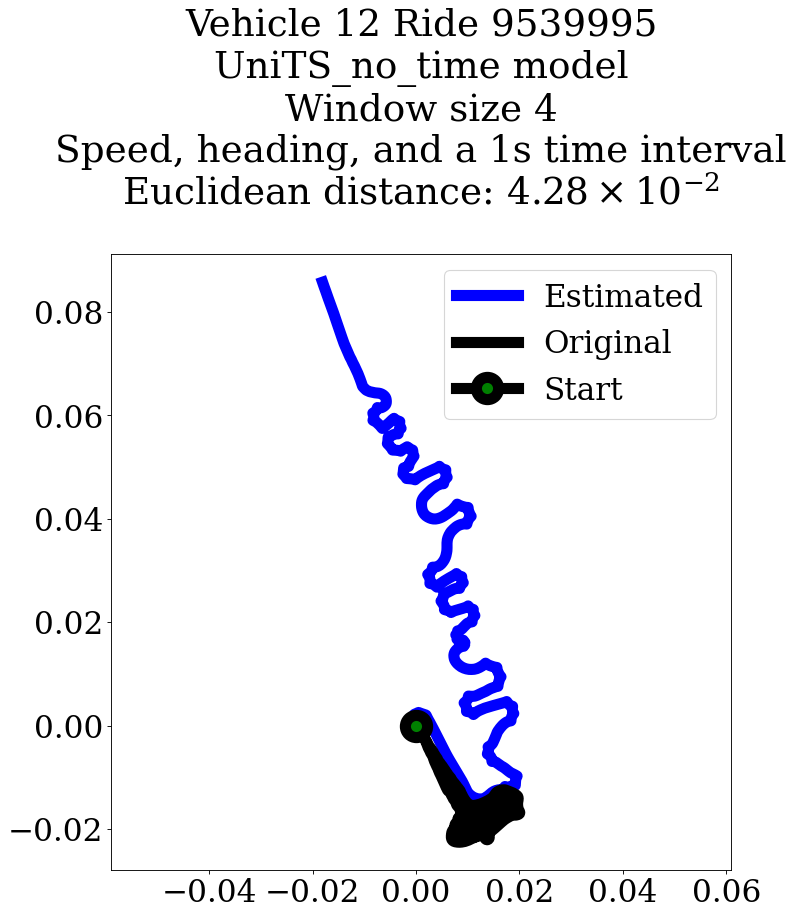 Vehicle 12 Ride 9539995
UniTS_no_time model
Window size 4
Speed, heading, and a 1s time interval
Euclidean distance: 4.28 × 10⁻²
Estimated
Original
Start
0.08
0.06
0.04
0.02
0.00
−0.02
−0.04 −0.02 0.00 0.02 0.04 0.06